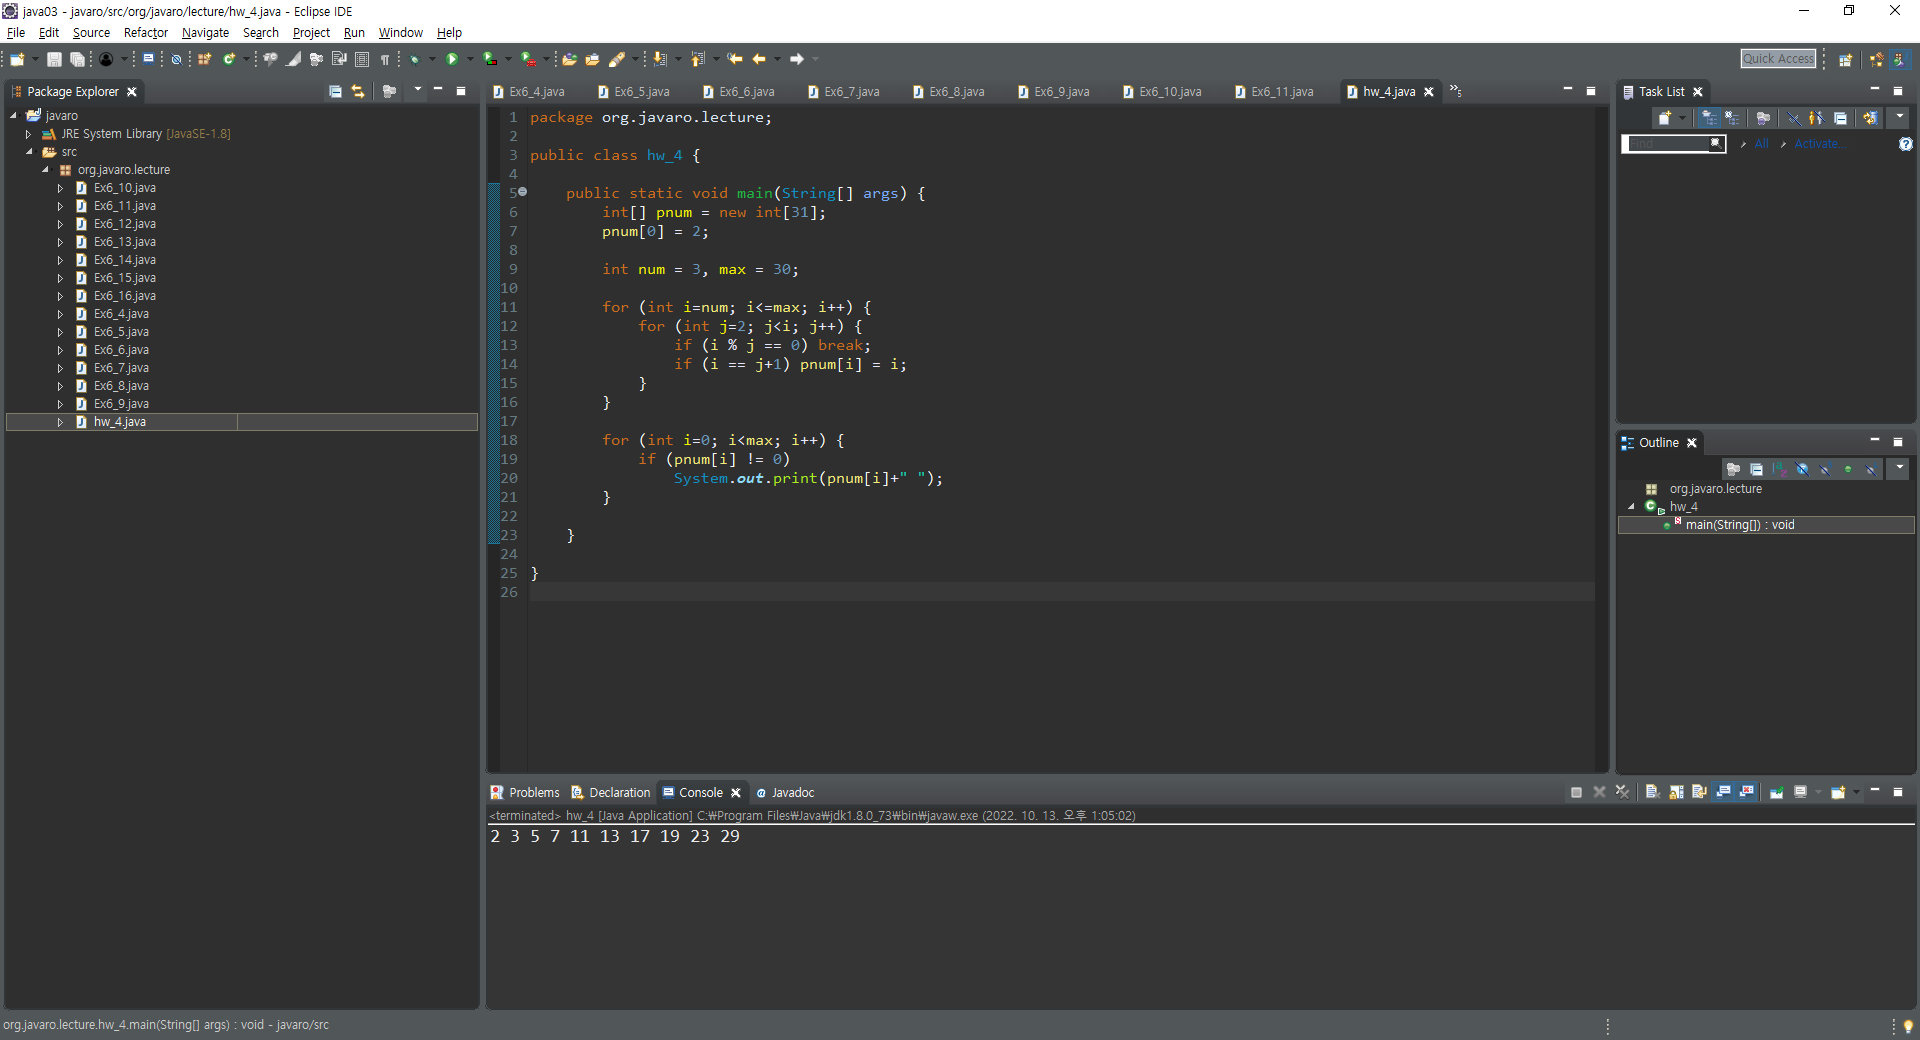 java03 - javaro/src/org/javaro/lecture/hw_4.java - Eclipse IDE
File Edit Source Refactor Navigate Search Project Run Window Help
Quick Access
Package Explorer
javaro
JRE System Library [JavaSE-1.8]
src
org.javaro.lecture
Ex6_10.java
Ex6_11.java
Ex6_12.java
Ex6_13.java
Ex6_14.java
Ex6_15.java
Ex6_16.java
Ex6_4.java
Ex6_5.java
Ex6_6.java
Ex6_7.java
Ex6_8.java
Ex6_9.java
hw_4.java
Ex6_4.java Ex6_5.java Ex6_6.java Ex6_7.java Ex6_8.java Ex6_9.java Ex6_10.java Ex6_11.java hw_4.java »5
1 package org.javaro.lecture;
2
3 public class hw_4 {
4
5 public static void main(String[] args) {
6 int[] pnum = new int[31];
7 pnum[0] = 2;
8
9 int num = 3, max = 30;
10
11 for (int i=num; i<=max; i++) {
12 for (int j=2; j<i; j++) {
13 if (i % j == 0) break;
14 if (i == j+1) pnum[i] = i;
15 }
16 }
17
18 for (int i=0; i<max; i++) {
19 if (pnum[i] != 0)
20 System.out.print(pnum[i]+" ");
21 }
22
23 }
24
25 }
26
Task List
Find All Activate...
Outline
org.javaro.lecture
hw_4
main(String[]) : void
Problems Declaration Console Javadoc
<terminated> hw_4 [Java Application] C:₩Program Files₩Java₩jdk1.8.0_73₩bin₩javaw.exe (2022. 10. 13. 오후 1:05:02)
2 3 5 7 11 13 17 19 23 29
org.javaro.lecture.hw_4.main(String[] args) : void - javaro/src